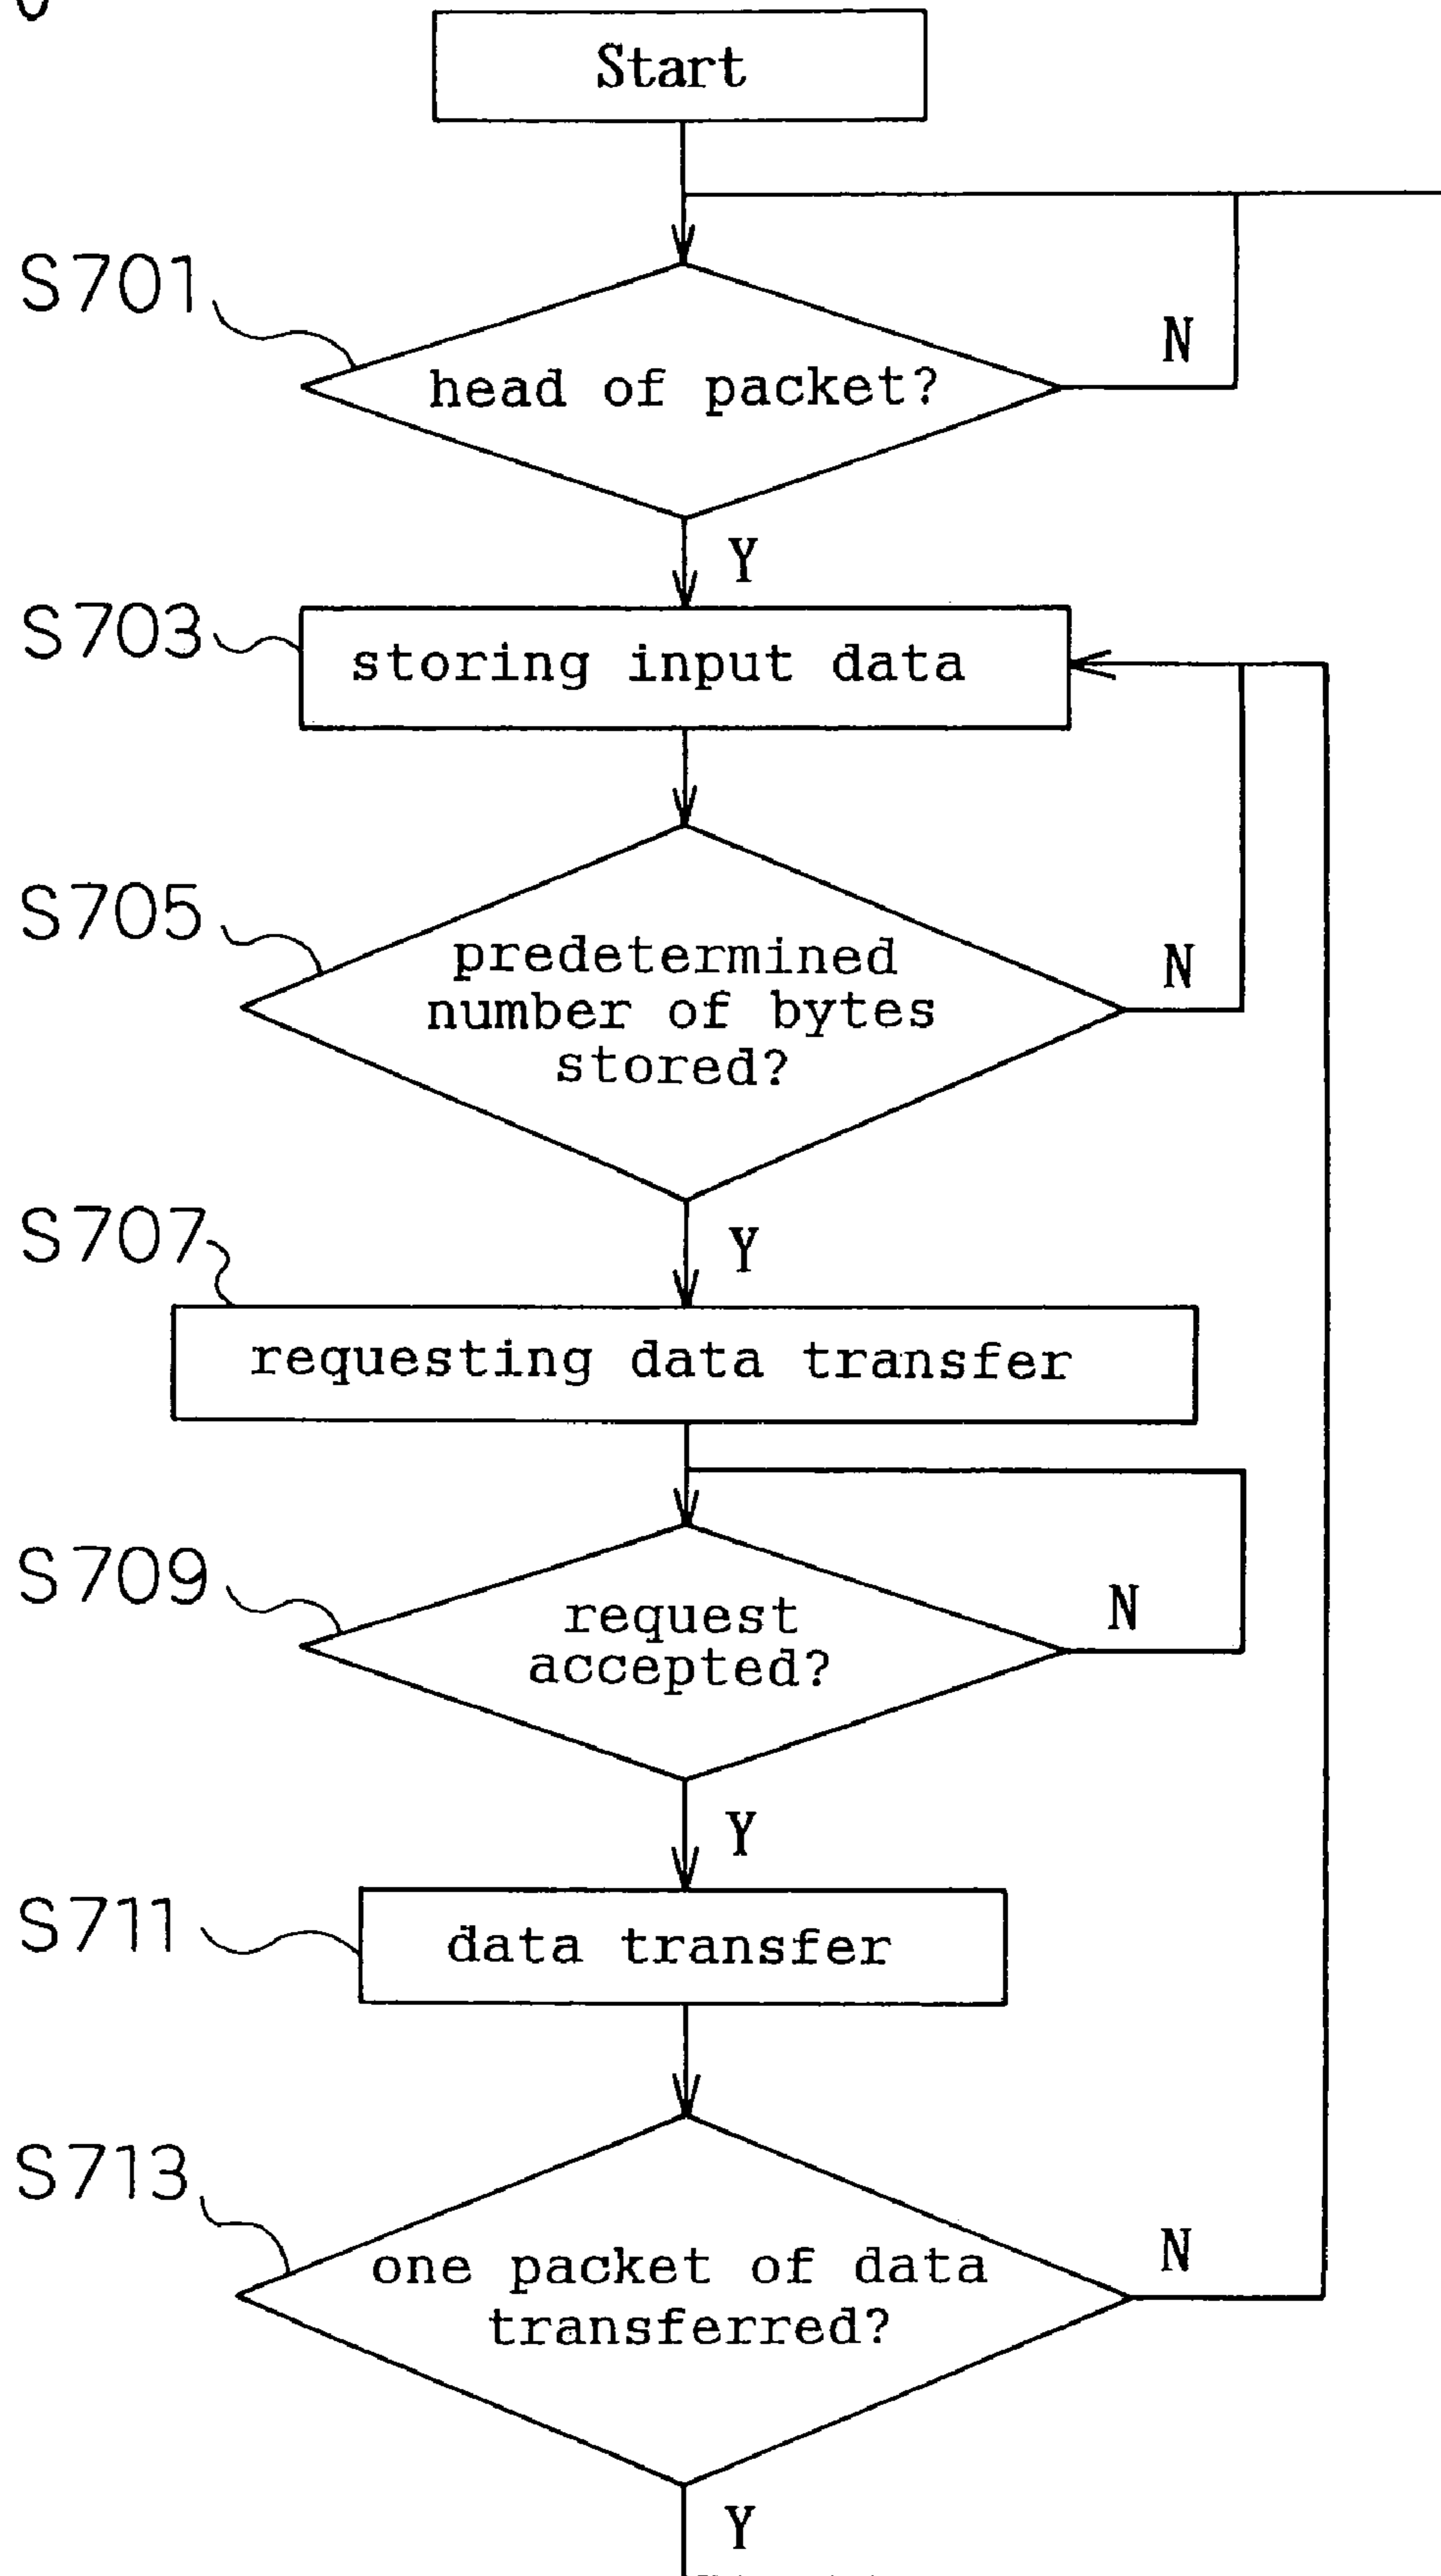 Start
S701
head of packet?
N
Y
S703
storing input data
S705
predetermined
number of bytes
stored?
N
Y
S707
requesting data transfer
S709
request
accepted?
N
Y
S711
data transfer
S713
one packet of data
transferred?
N
Y